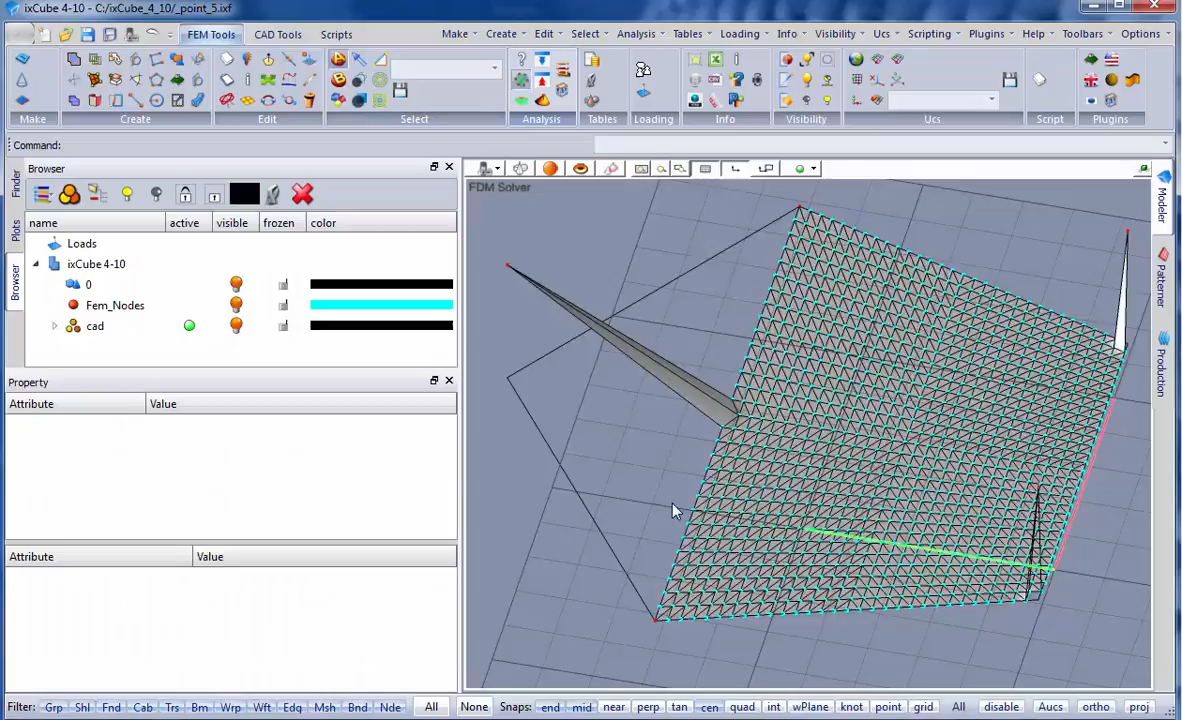 ixCube 4-10 - C:/ixCube_4_10/_point_5.ixf
FEM Tools CAD Tools Scripts Make Create Edit Select Analysis Tables Loading Info Visibility Ucs Scripting Plugins Help Toolbars Options
Make Create Edit Select Analysis Tables Loading Info Visibility Ucs Script Plugins
Command:
Browser
Finder
Plots
Browser
name active visible frozen color
Loads
ixCube 4-10
0
Fem_Nodes
cad
Property
Attribute Value
Attribute Value
FDM Solver
Modeler
Patterner
Production
Filter: Grp Shl Fnd Cab Trs Bm Wrp Wft Edg Msh Bnd Nde All None Snaps: end mid near perp tan cen quad int wPlane knot point grid All disable Aucs ortho proj